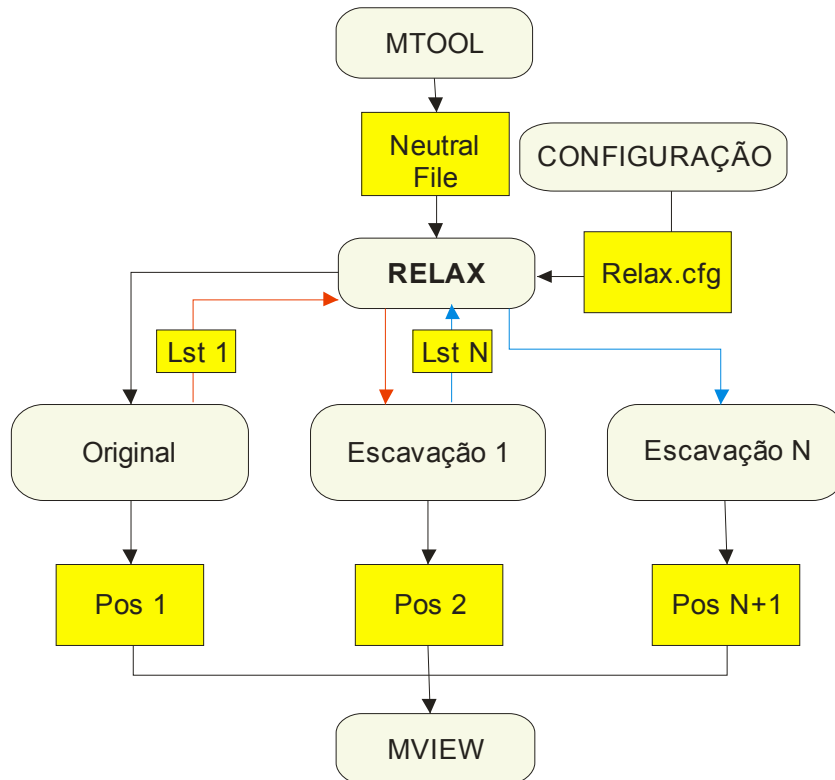 MTOOL
Neutral
File
CONFIGURAÇÃO
RELAX
Relax.cfg
Lst 1
Lst N
Original
Escavação 1
Escavação N
Pos 1
Pos 2
Pos N+1
MVIEW